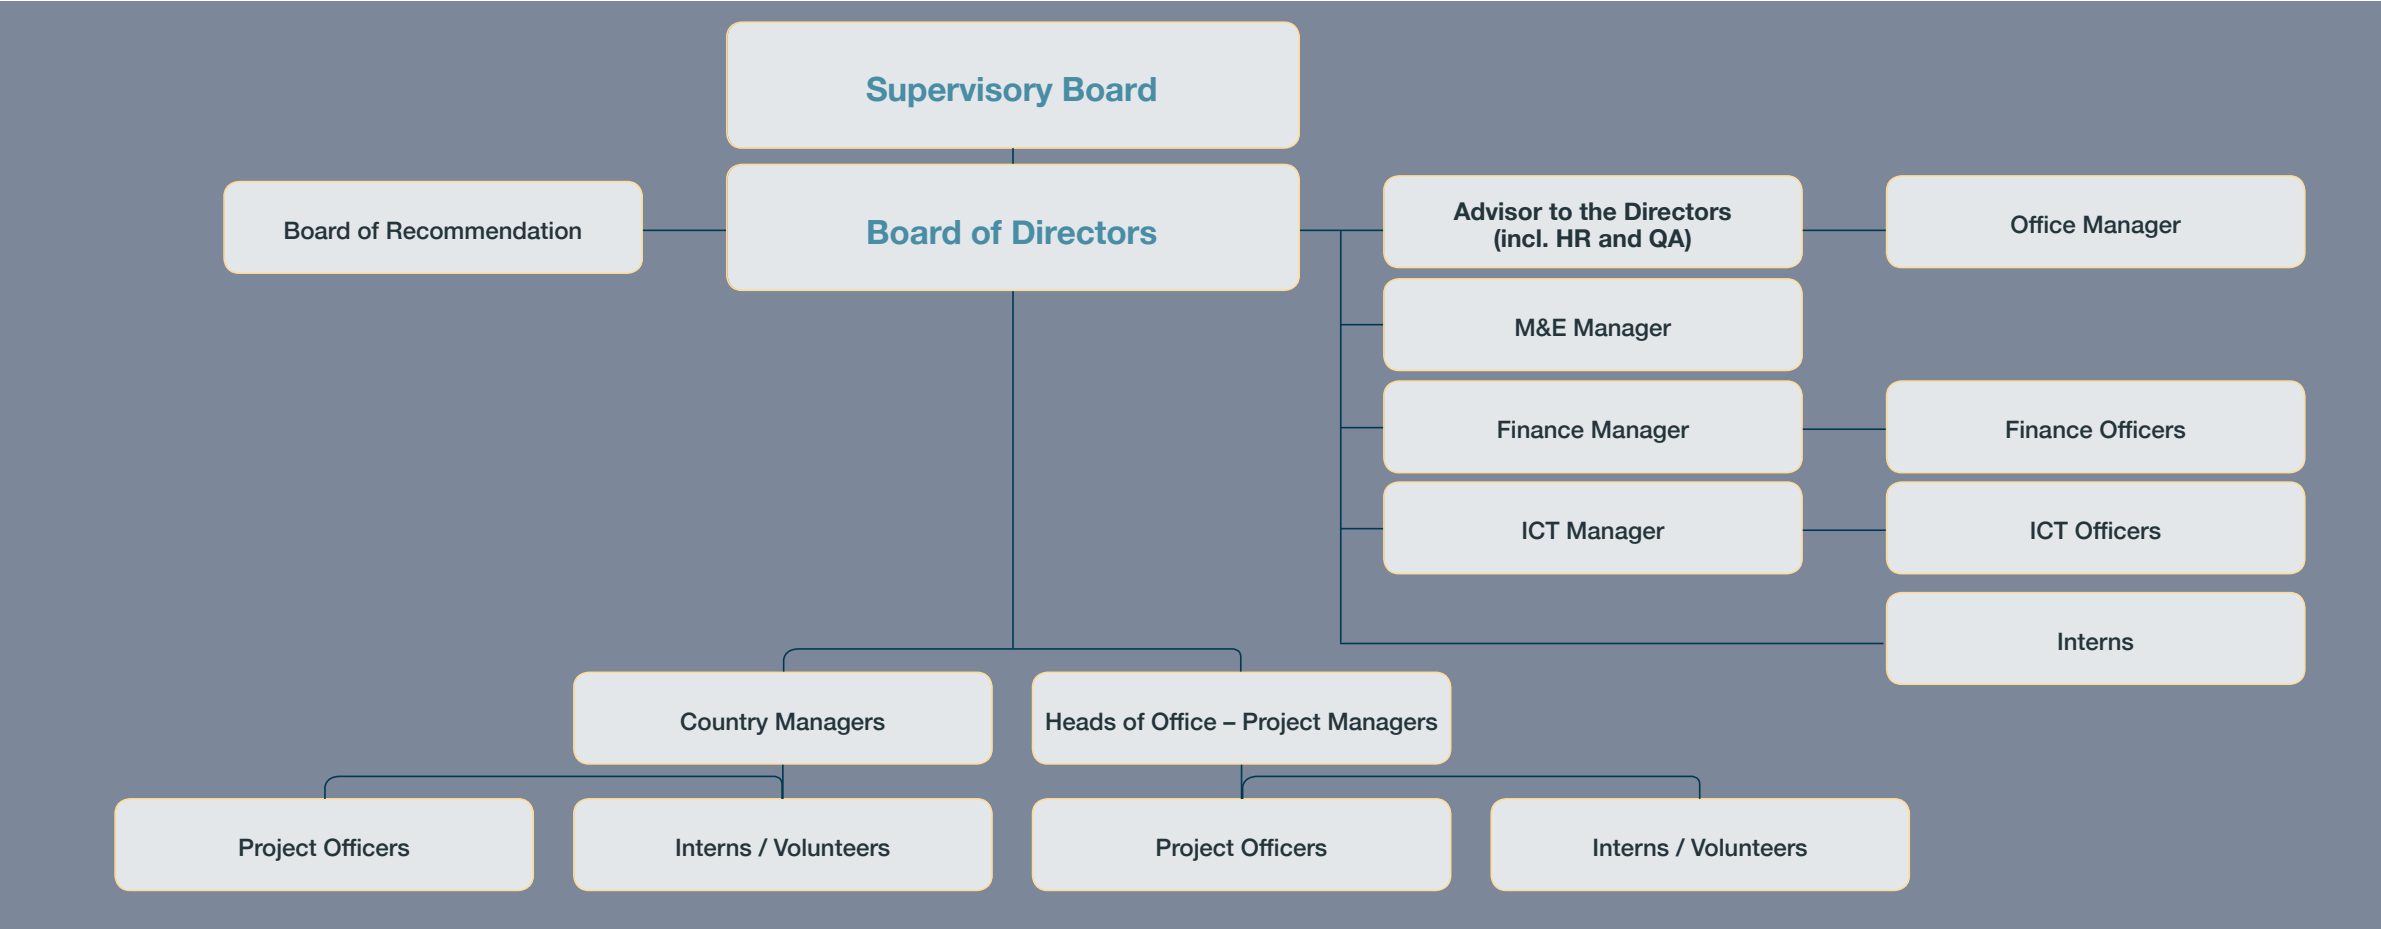 Supervisory Board
Board of Recommendation
Board of Directors
Advisor to the Directors
(incl. HR and QA)
Office Manager
M&E Manager
Finance Manager
Finance Officers
ICT Manager
ICT Officers
Interns
Country Managers
Heads of Office – Project Managers
Project Officers
Interns / Volunteers
Project Officers
Interns / Volunteers